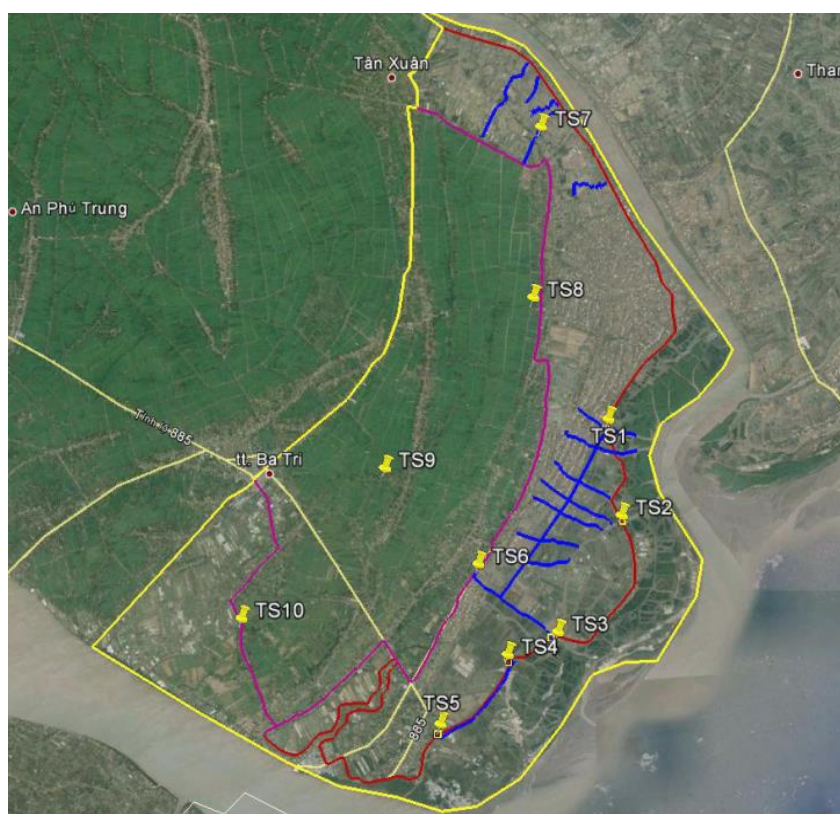 Tân Xuân
Than
TS7
An Phú Trung
TS8
Tỉnh lộ 885
TS1
tt. Ba Tri
TS9
TS2
TS6
TS10
TS3
TS4
TS5
885